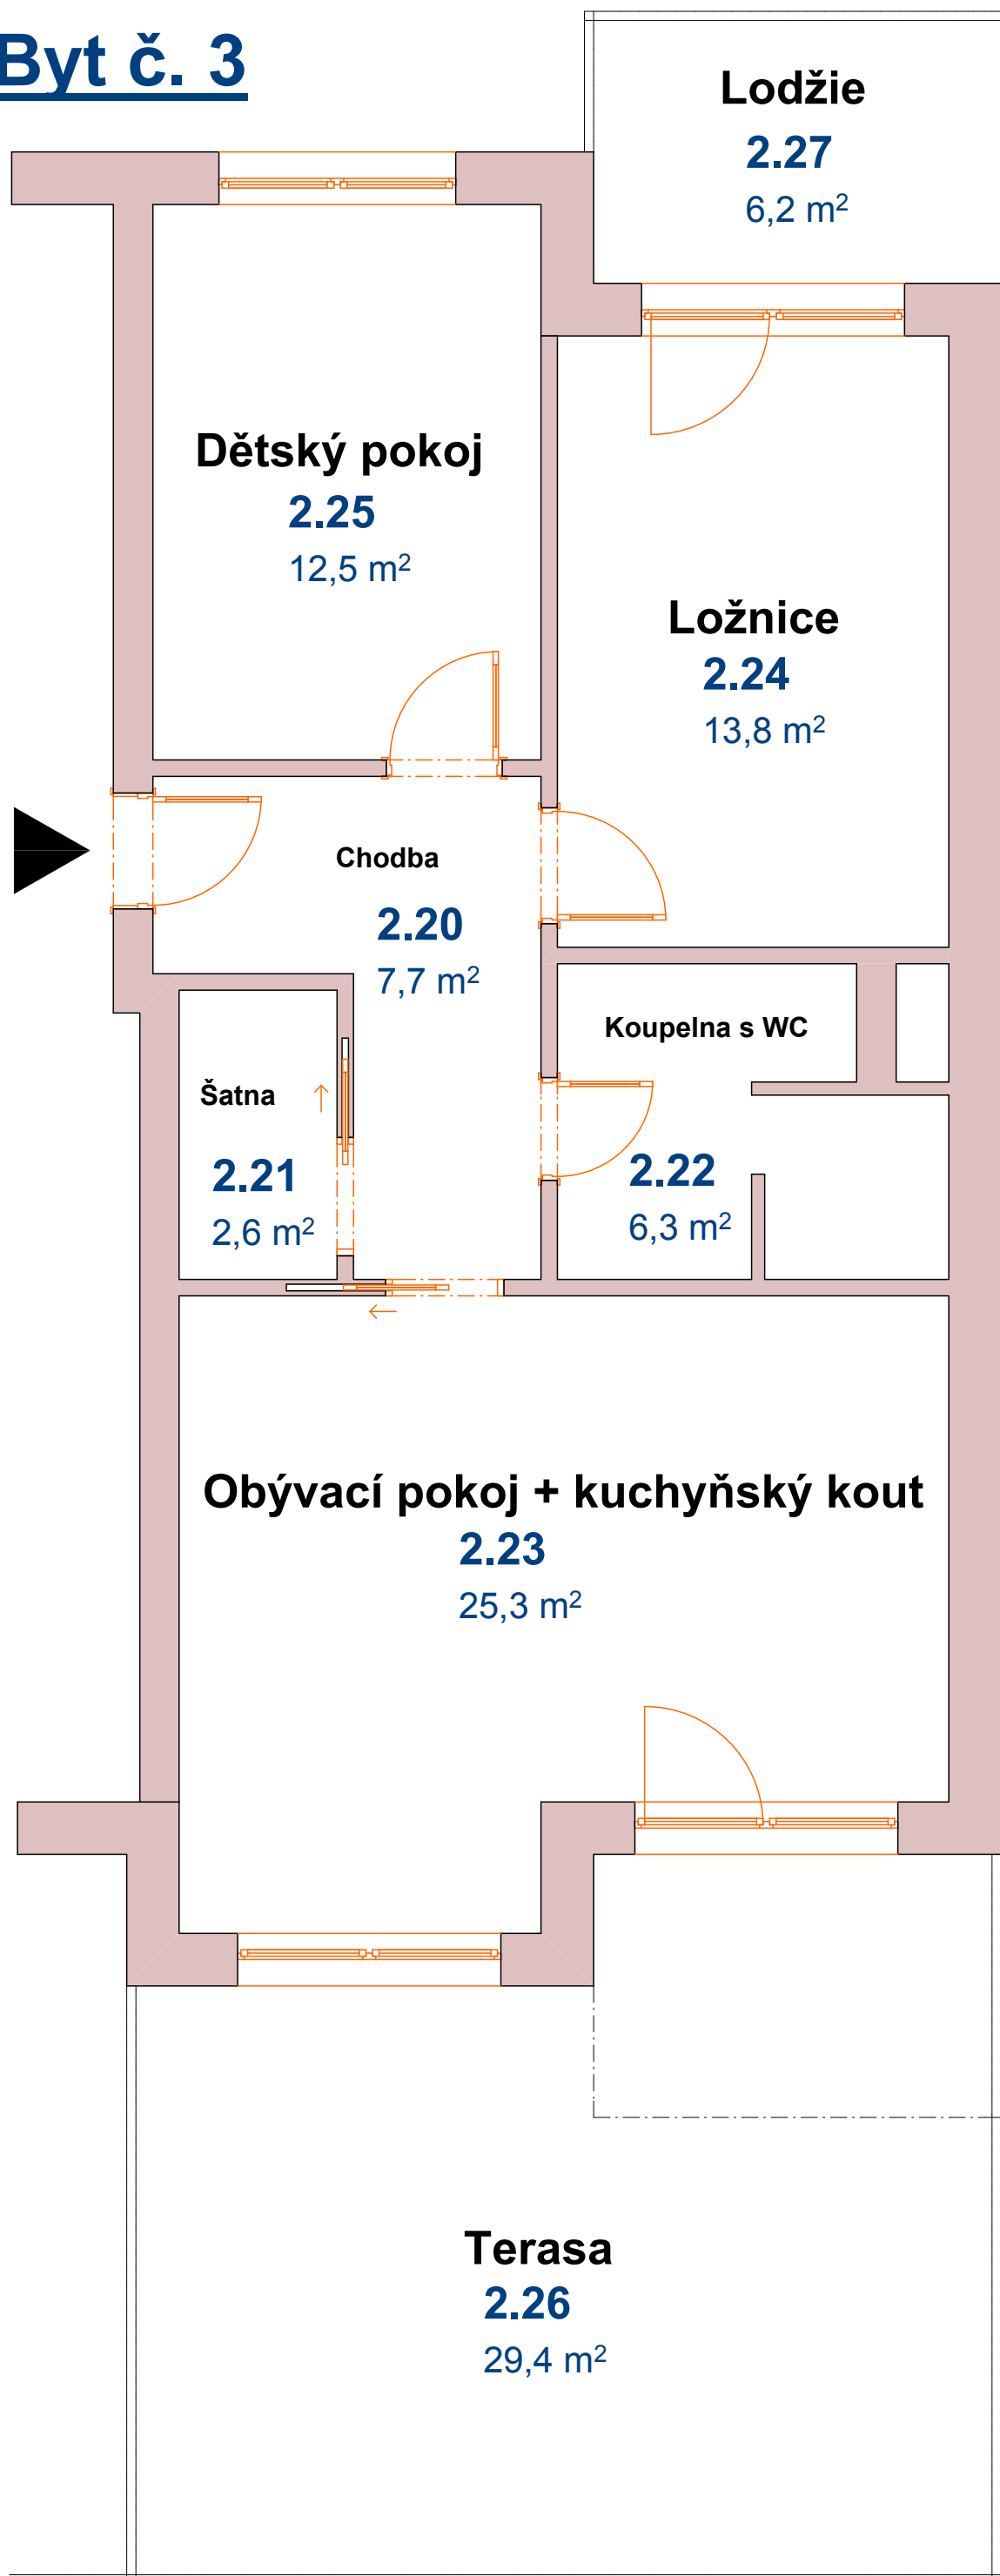 Byt č. 3
Lodžie
2.27
6,2 m²
Dětský pokoj
2.25
12,5 m²
Ložnice
2.24
13,8 m²
Chodba
2.20
7,7 m²
Koupelna s WC
2.22
6,3 m²
Šatna
2.21
2,6 m²
Obývací pokoj + kuchyňský kout
2.23
25,3 m²
Terasa
2.26
29,4 m²